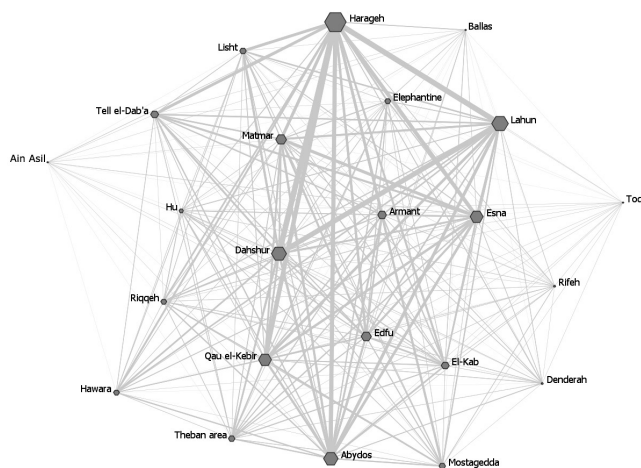 Harageh
Ballas
Lisht
Elephantine
Tell el-Dab'a
Lahun
Matmar
Ain Asil
Tod
Hu
Armant
Esna
Dahshur
Rifeh
Riqqeh
Edfu
Qau el-Kebir
El-Kab
Denderah
Hawara
Theban area
Abydos
Mostagedda